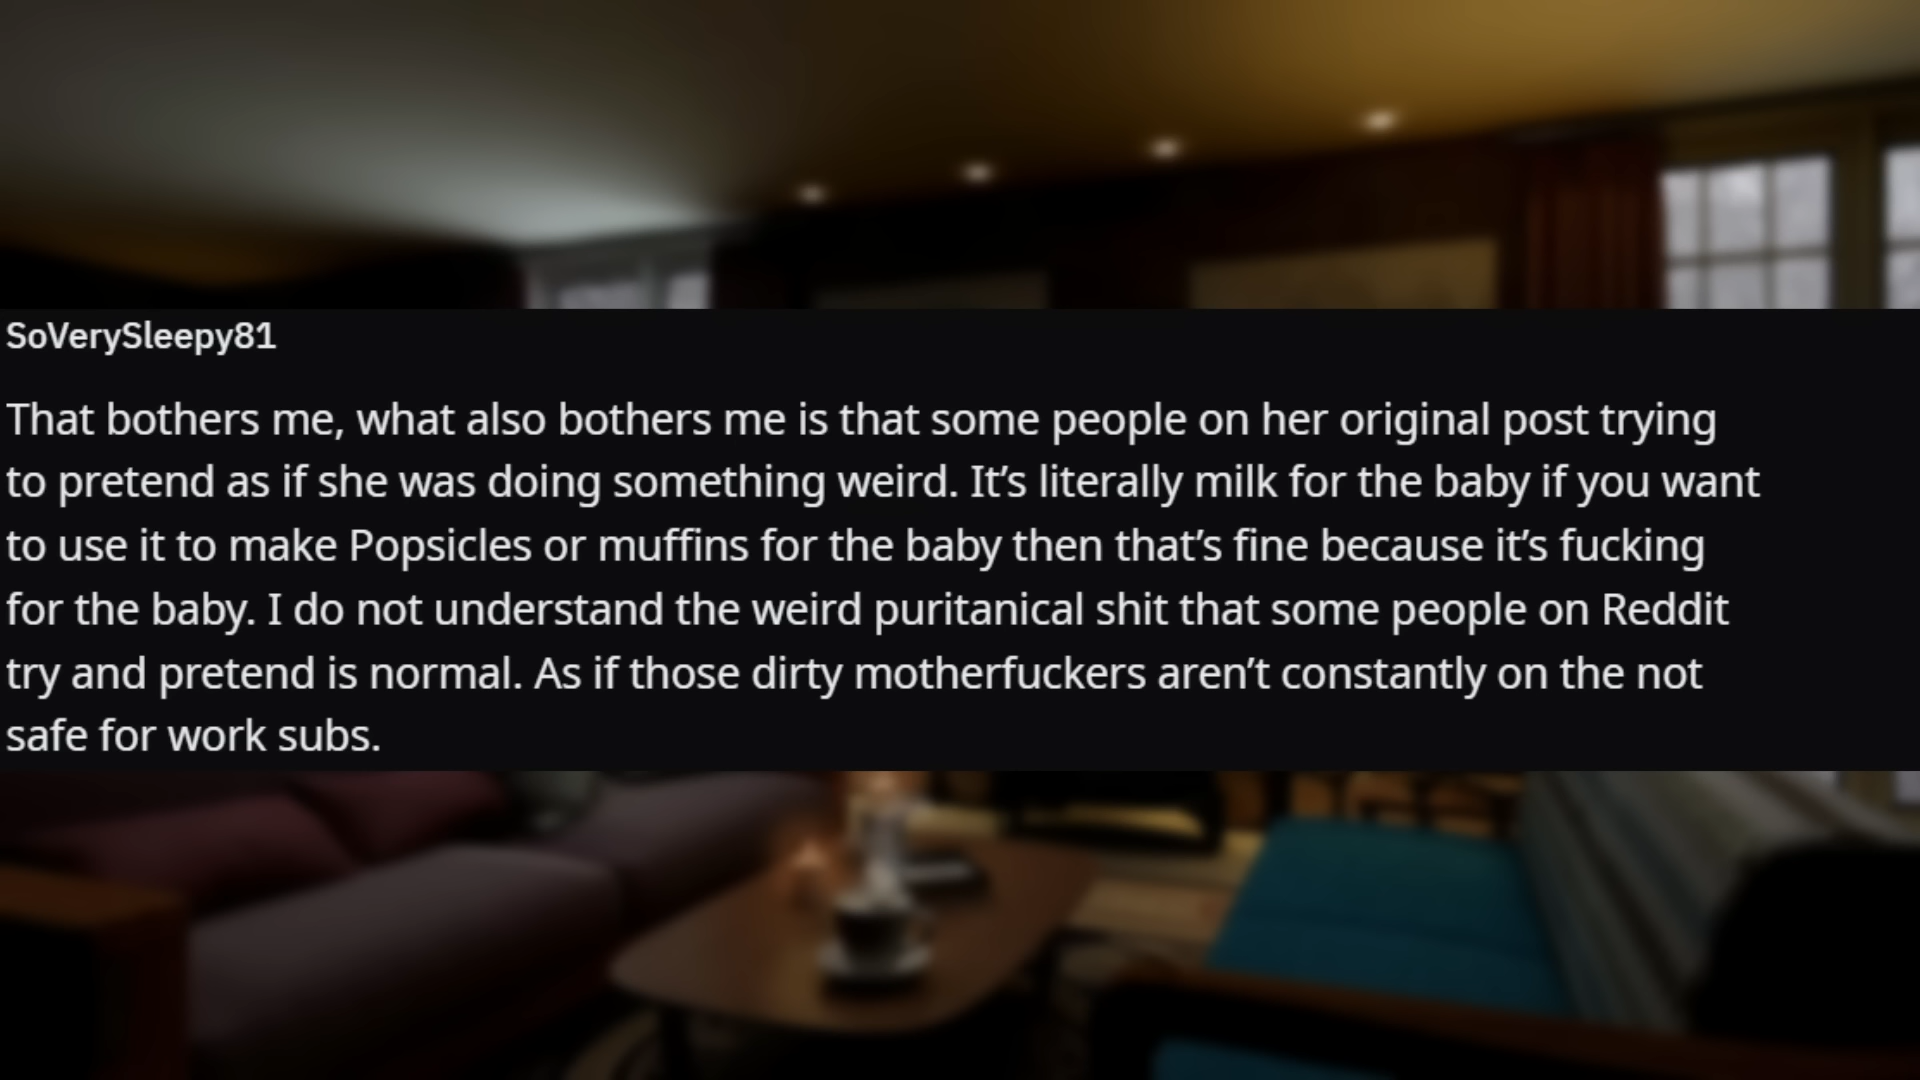 SoVerySleepy81
That bothers me, what also bothers me is that some people on her original post trying
to pretend as if she was doing something weird. It’s literally milk for the baby if you want
to use it to make Popsicles or muffins for the baby then that’s fine because it’s fucking
for the baby. I do not understand the weird puritanical shit that some people on Reddit
try and pretend is normal. As if those dirty motherfuckers aren’t constantly on the not
safe for work subs.